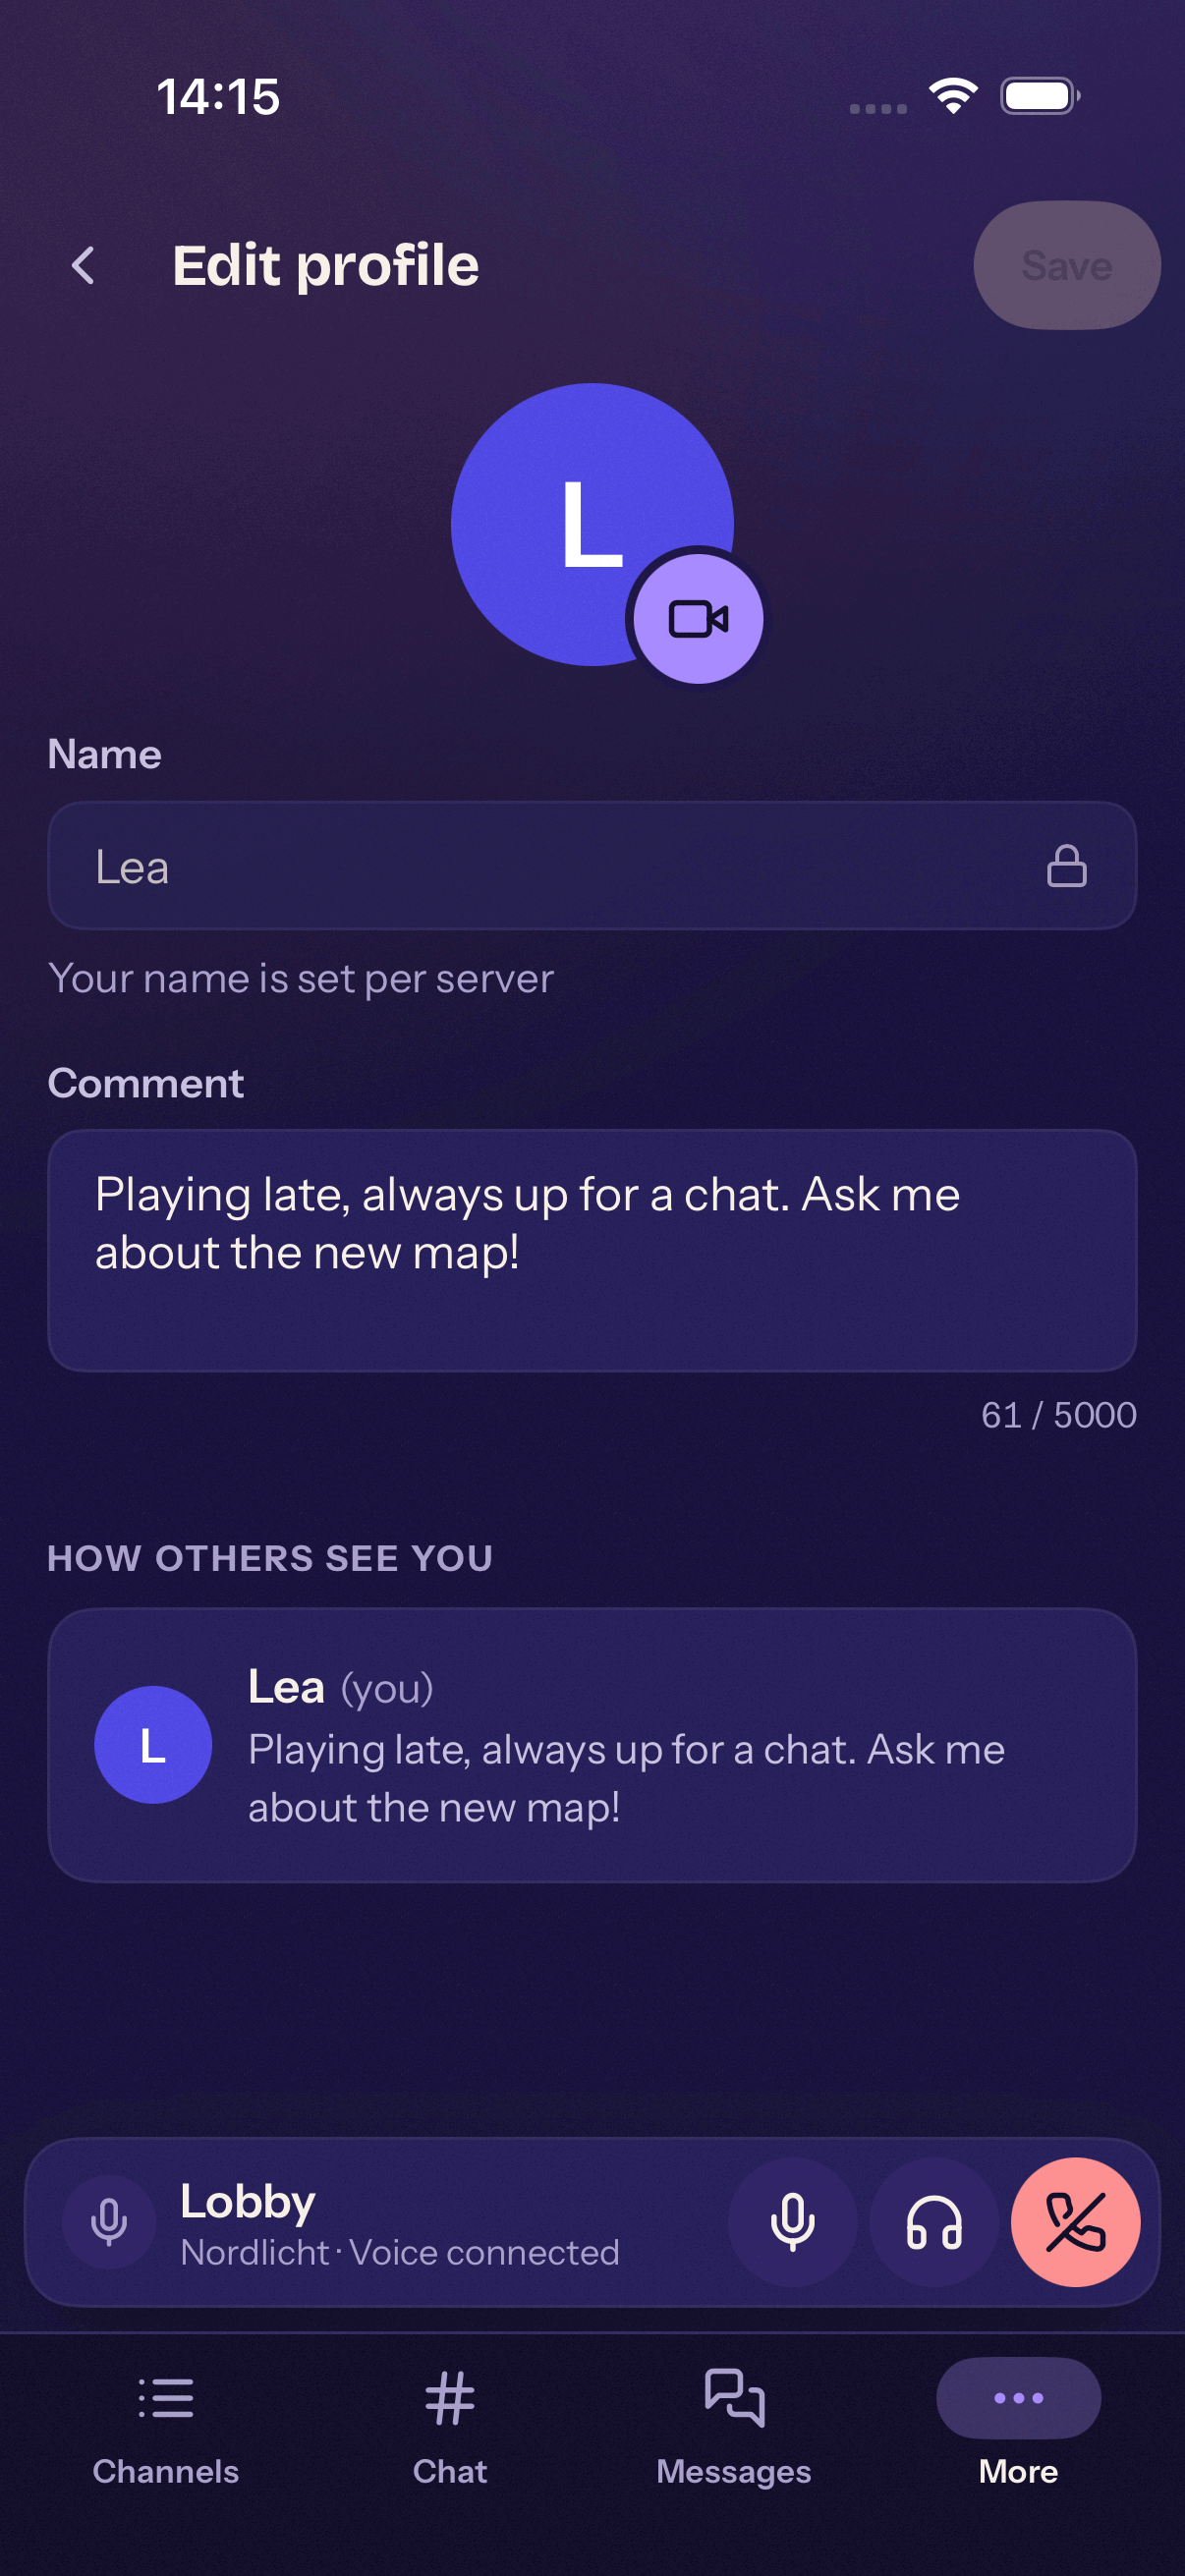 14:15
Edit profile
Save
L
Name
Lea
Your name is set per server
Comment
Playing late, always up for a chat. Ask me
about the new map!
61 / 5000
HOW OTHERS SEE YOU
L
Lea (you)
Playing late, always up for a chat. Ask me
about the new map!
Lobby
Nordlicht · Voice connected
Channels
Chat
Messages
More